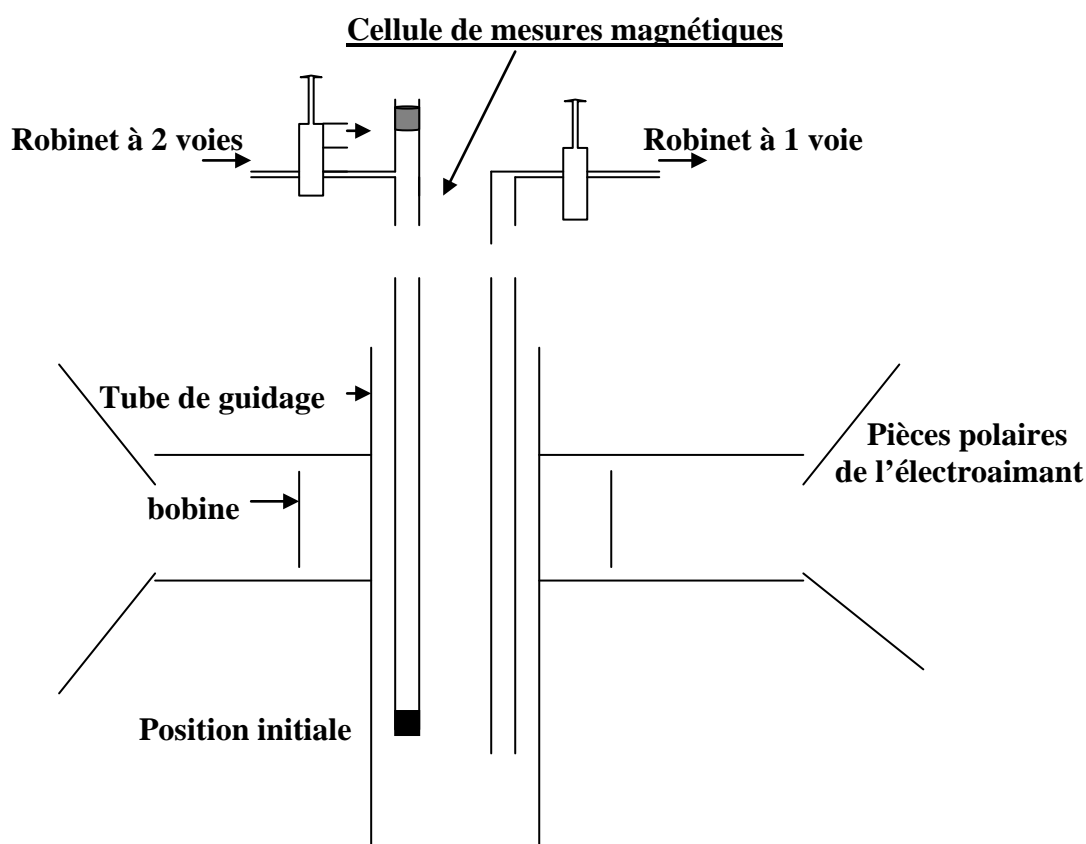 Cellule de mesures magnétiques
Robinet à 2 voies
Robinet à 1 voie
Tube de guidage
Pièces polaires
de l’électroaimant
bobine
Position initiale